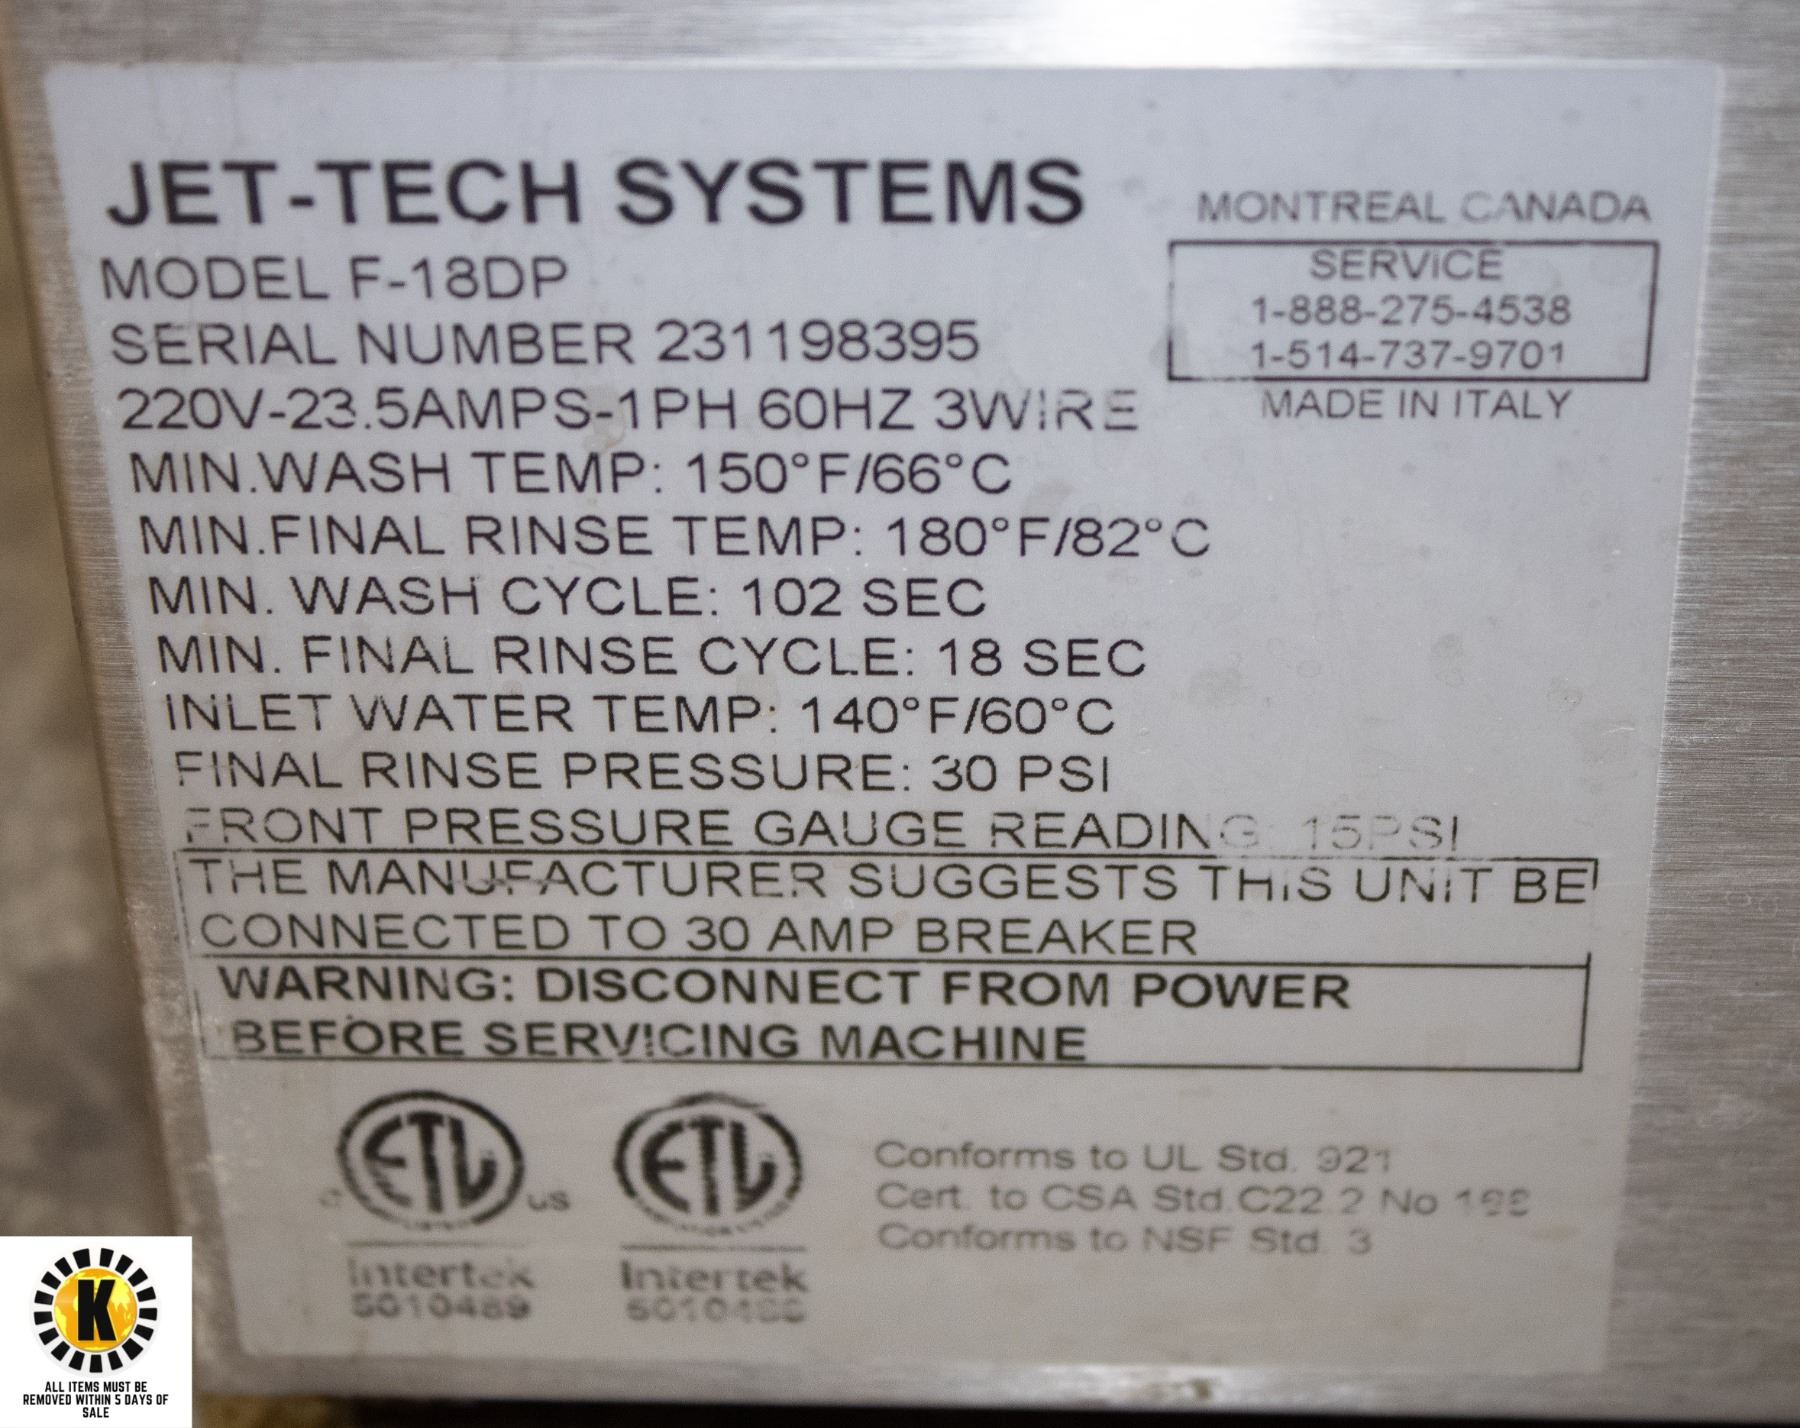 JET-TECH SYSTEMS
MONTREAL CANADA
MODEL F-18DP
SERVICE
1-888-275-4538
1-514-737-9701
MADE IN ITALY
SERIAL NUMBER 231198395
220V-23.5AMPS-1PH 60HZ 3WIRE
MIN.WASH TEMP: 150°F/66°C
MIN.FINAL RINSE TEMP: 180°F/82°C
MIN. WASH CYCLE: 102 SEC
MIN. FINAL RINSE CYCLE: 18 SEC
INLET WATER TEMP: 140°F/60°C
FINAL RINSE PRESSURE: 30 PSI
FRONT PRESSURE GAUGE READING: 15PSI
THE MANUFACTURER SUGGESTS THIS UNIT BE
CONNECTED TO 30 AMP BREAKER
WARNING: DISCONNECT FROM POWER
BEFORE SERVICING MACHINE
ETL
US
Intertek
5010489
ETL
Intertek
Conforms to UL Std. 921
Cert. to CSA Std.C22.2 No
Conforms to NSF Std. 3
K
ALL ITEMS MUST BE
REMOVED WITHIN 5 DAYS OF
SALE